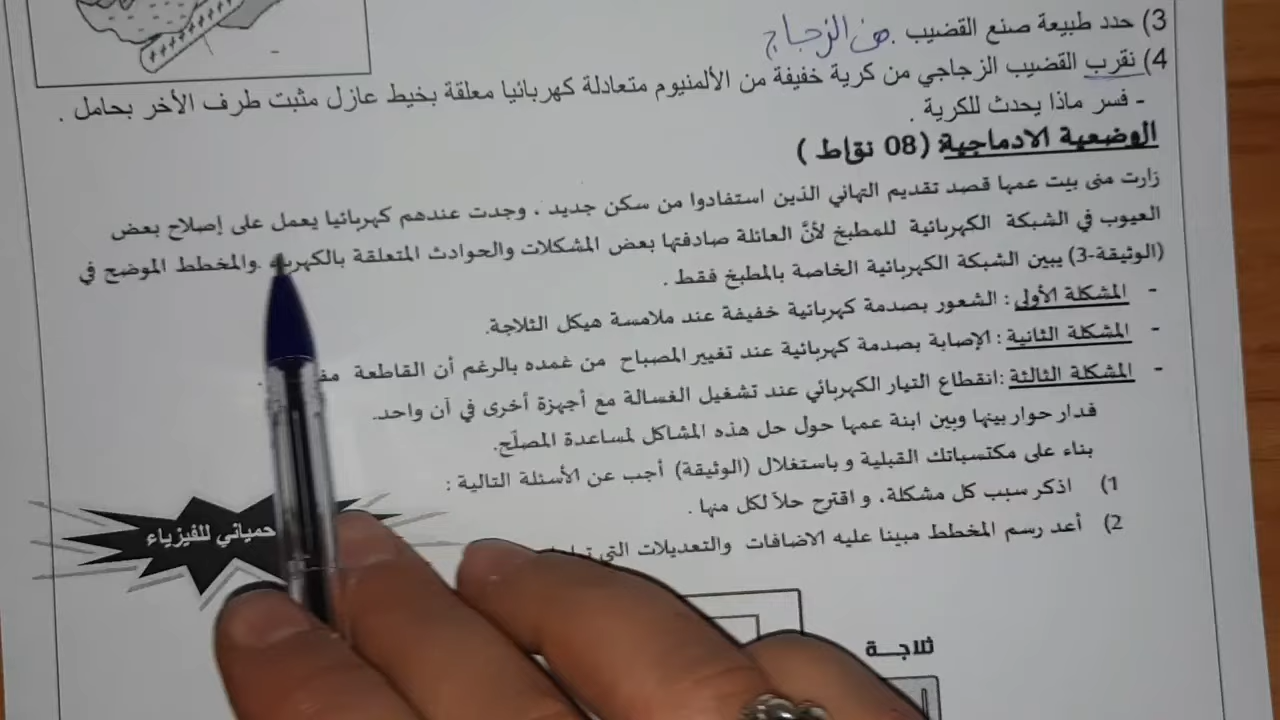 3) حدد طبيعة صنع القضيب . من الزجاج
4) نقرب القضيب الزجاجي من كرية خفيفة من الألمنيوم متعادلة كهربائيا معلقة بخيط عازل مثبت طرف الأخر بحامل .
- فسر ماذا يحدث للكرية .
الوضعية الادماجية: (08 نقاط )
زارت منى بيت عمها قصد تقديم التهاني الذين استفادوا من سكن جديد . وجدت عندهم كهربائيا يعمل على إصلاح بعض
العيوب في الشبكة الكهربائية للمطبخ لأنَّ العائلة صادفتها بعض المشكلات والحوادث المتعلقة بالكهرباء .والمخطط الموضح في
(الوثيقة-3) يبين الشبكة الكهربائية الخاصة بالمطبخ فقط .
- المشكلة الأولى : الشعور بصدمة كهربائية خفيفة عند ملامسة هيكل الثلاجة.
- المشكلة الثانية : الإصابة بصدمة كهربائية عند تغيير المصباح من غمده بالرغم أن القاطعة .
- المشكلة الثالثة :انقطاع التيار الكهربائي عند تشغيل الغسالة مع أجهزة أخرى في آن واحد.
فدار حوار بينها وبين ابنة عمها حول حل هذه المشاكل لمساعدة المصلّح.
بناء على مكتسباتك القبلية و باستغلال (الوثيقة) أجب عن الأسئلة التالية :
1) اذكر سبب كل مشكلة، و اقترح حلاً لكل منها .
2) أعد رسم المخطط مبينا عليه الاضافات والتعديلات التي
حمياني للفيزياء
ثلاجة